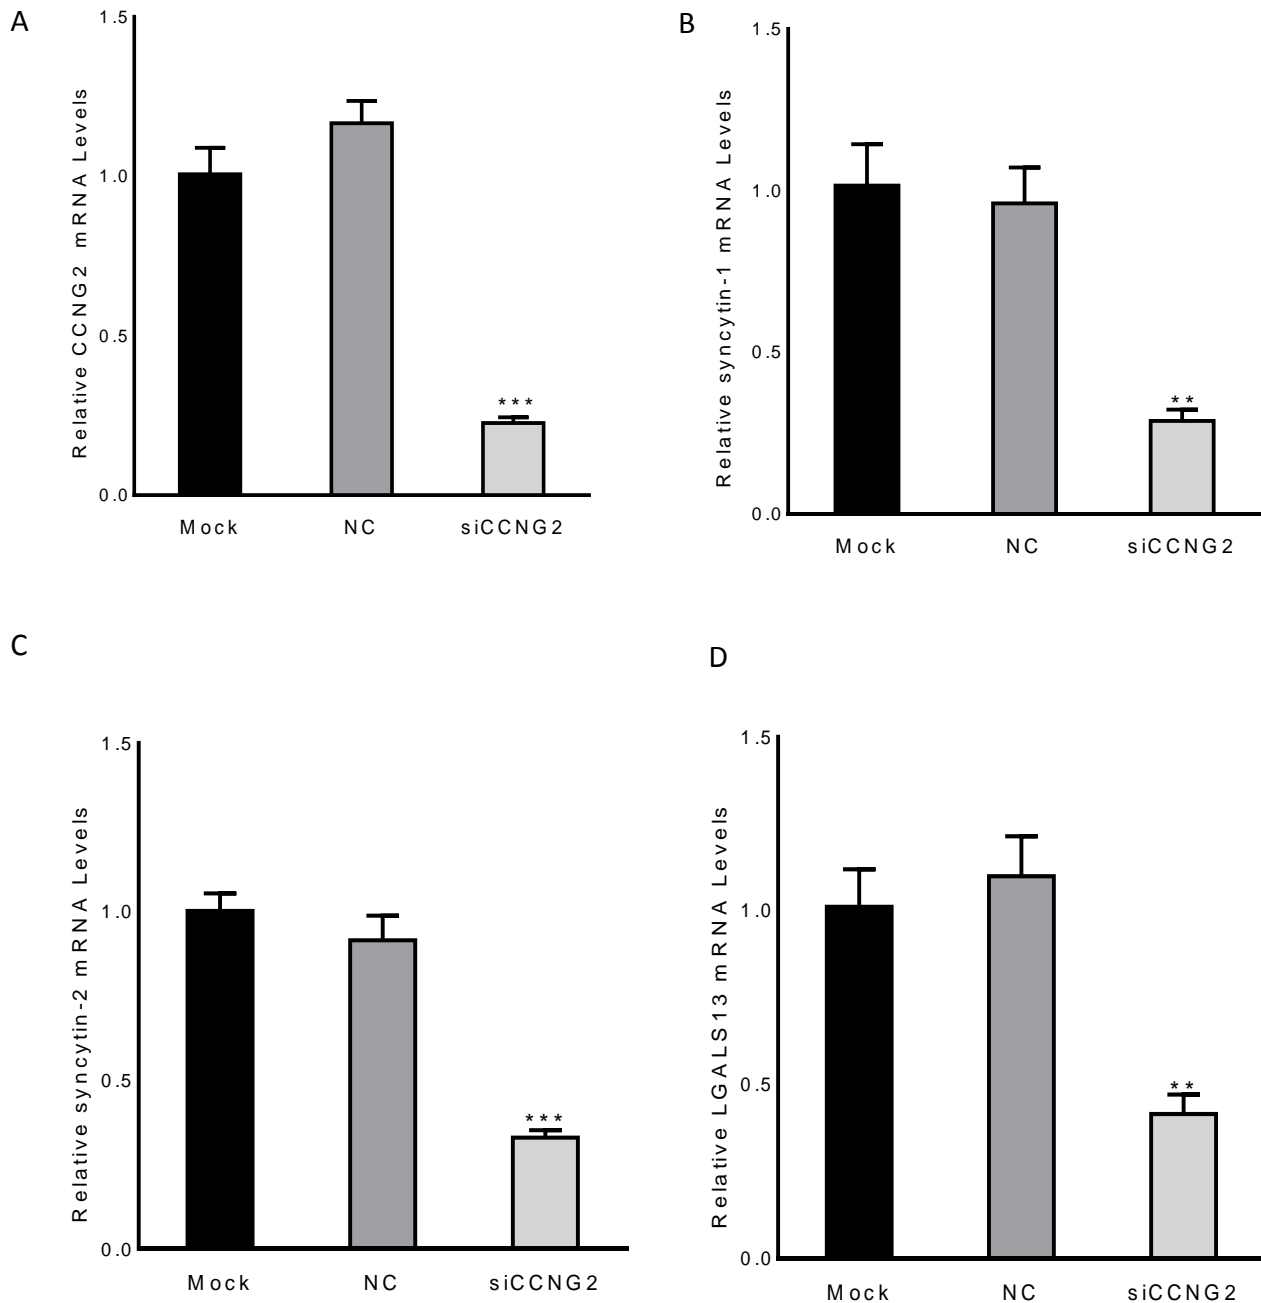 A
1.5
1.0
0.5
0.0
Relative CCNG2 mRNA Levels
***
Mock NC siCCNG2
B
1.5
1.0
0.5
0.0
Relative syncytin-1 mRNA Levels
**
Mock NC siCCNG2
C
1.5
1.0
0.5
0.0
Relative syncytin-2 mRNA Levels
***
Mock NC siCCNG2
D
1.5
1.0
0.5
0.0
Relative LGALS13 mRNA Levels
**
Mock NC siCCNG2